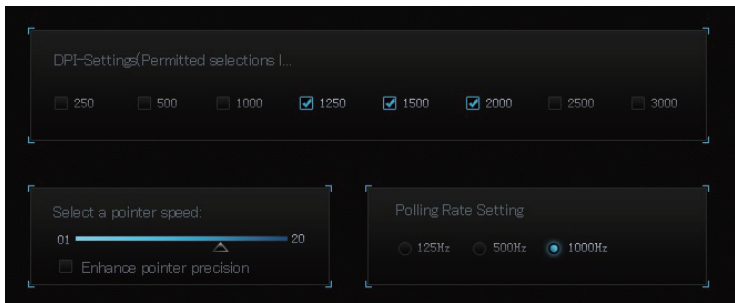 DPI-Settings(Permitted selections l...
250 500 1000 1250 1500 2000 2500 3000
Select a pointer speed:
01 20
Enhance pointer precision
Polling Rate Setting
125Hz 500Hz 1000Hz